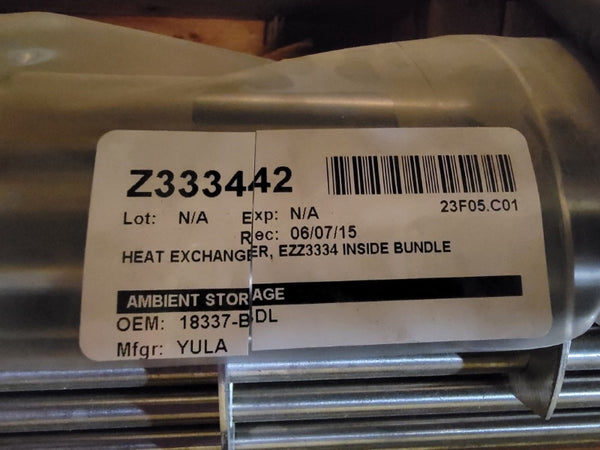 Z333442
23F05.C01
Lot: N/A Exp: N/A
Rec: 06/07/15
HEAT EXCHANGER, EZZ3334 INSIDE BUNDLE
AMBIENT STORAGE
OEM: 18337-BDL
Mfgr: YULA